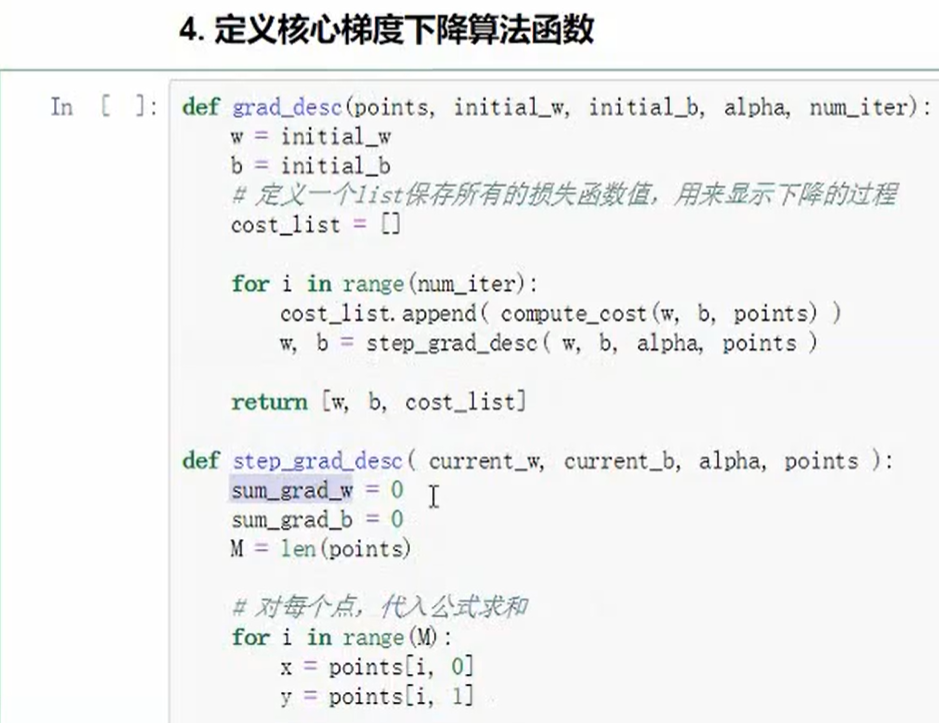 4. 定义核心梯度下降算法函数
In [ ]: def grad_desc(points, initial_w, initial_b, alpha, num_iter):
w = initial_w
b = initial_b
# 定义一个list保存所有的损失函数值，用来显示下降的过程
cost_list = []
for i in range(num_iter):
cost_list.append( compute_cost(w, b, points) )
w, b = step_grad_desc( w, b, alpha, points )
return [w, b, cost_list]
def step_grad_desc( current_w, current_b, alpha, points ):
sum_grad_w = 0
sum_grad_b = 0
M = len(points)
# 对每个点，代入公式求和
for i in range(M):
x = points[i, 0]
y = points[i, 1]